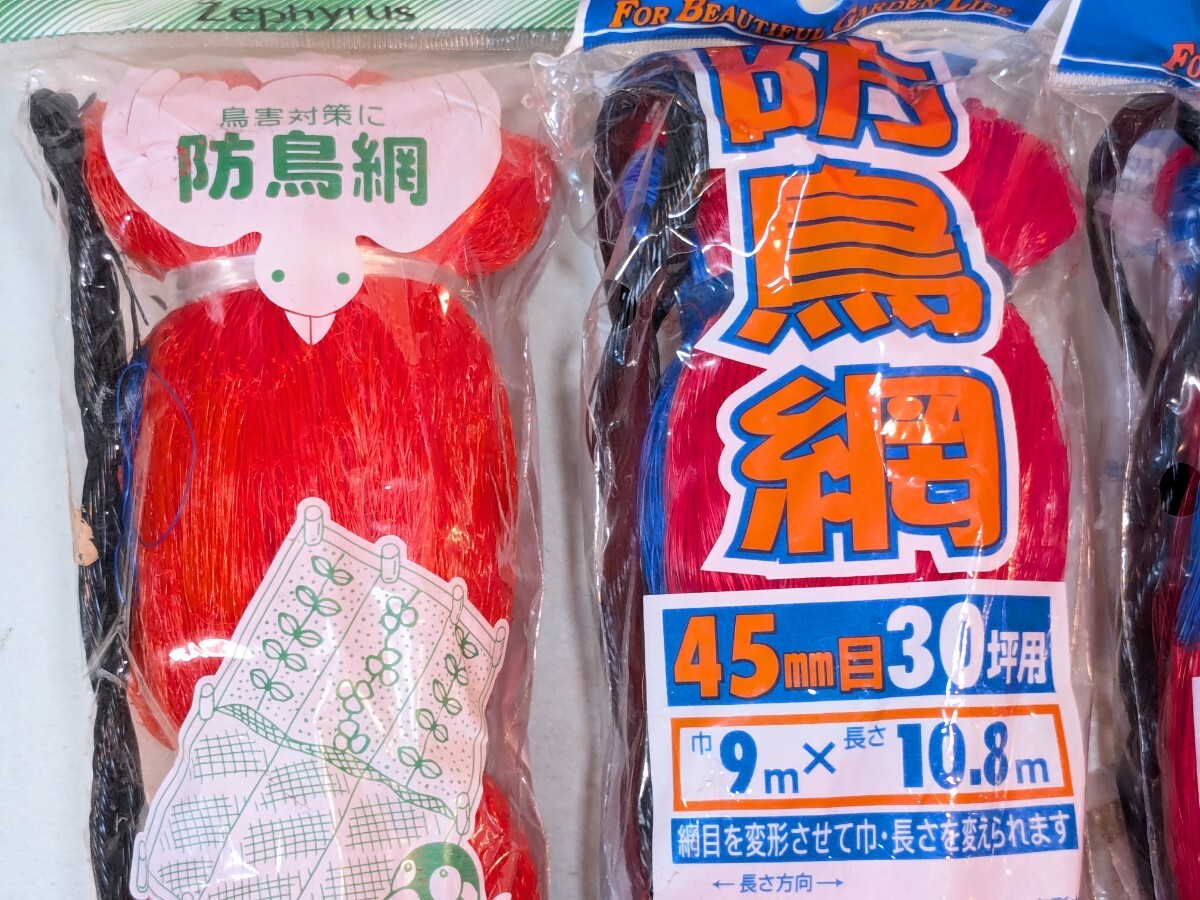 Zephyrus
鳥害対策に
防鳥網
FOR BEAUTIFUL GARDEN LIFE
防鳥網
45mm目30坪用
巾9m×長さ10.8m
網目を変形させて巾・長さを変えられます
←長さ方向→
FO